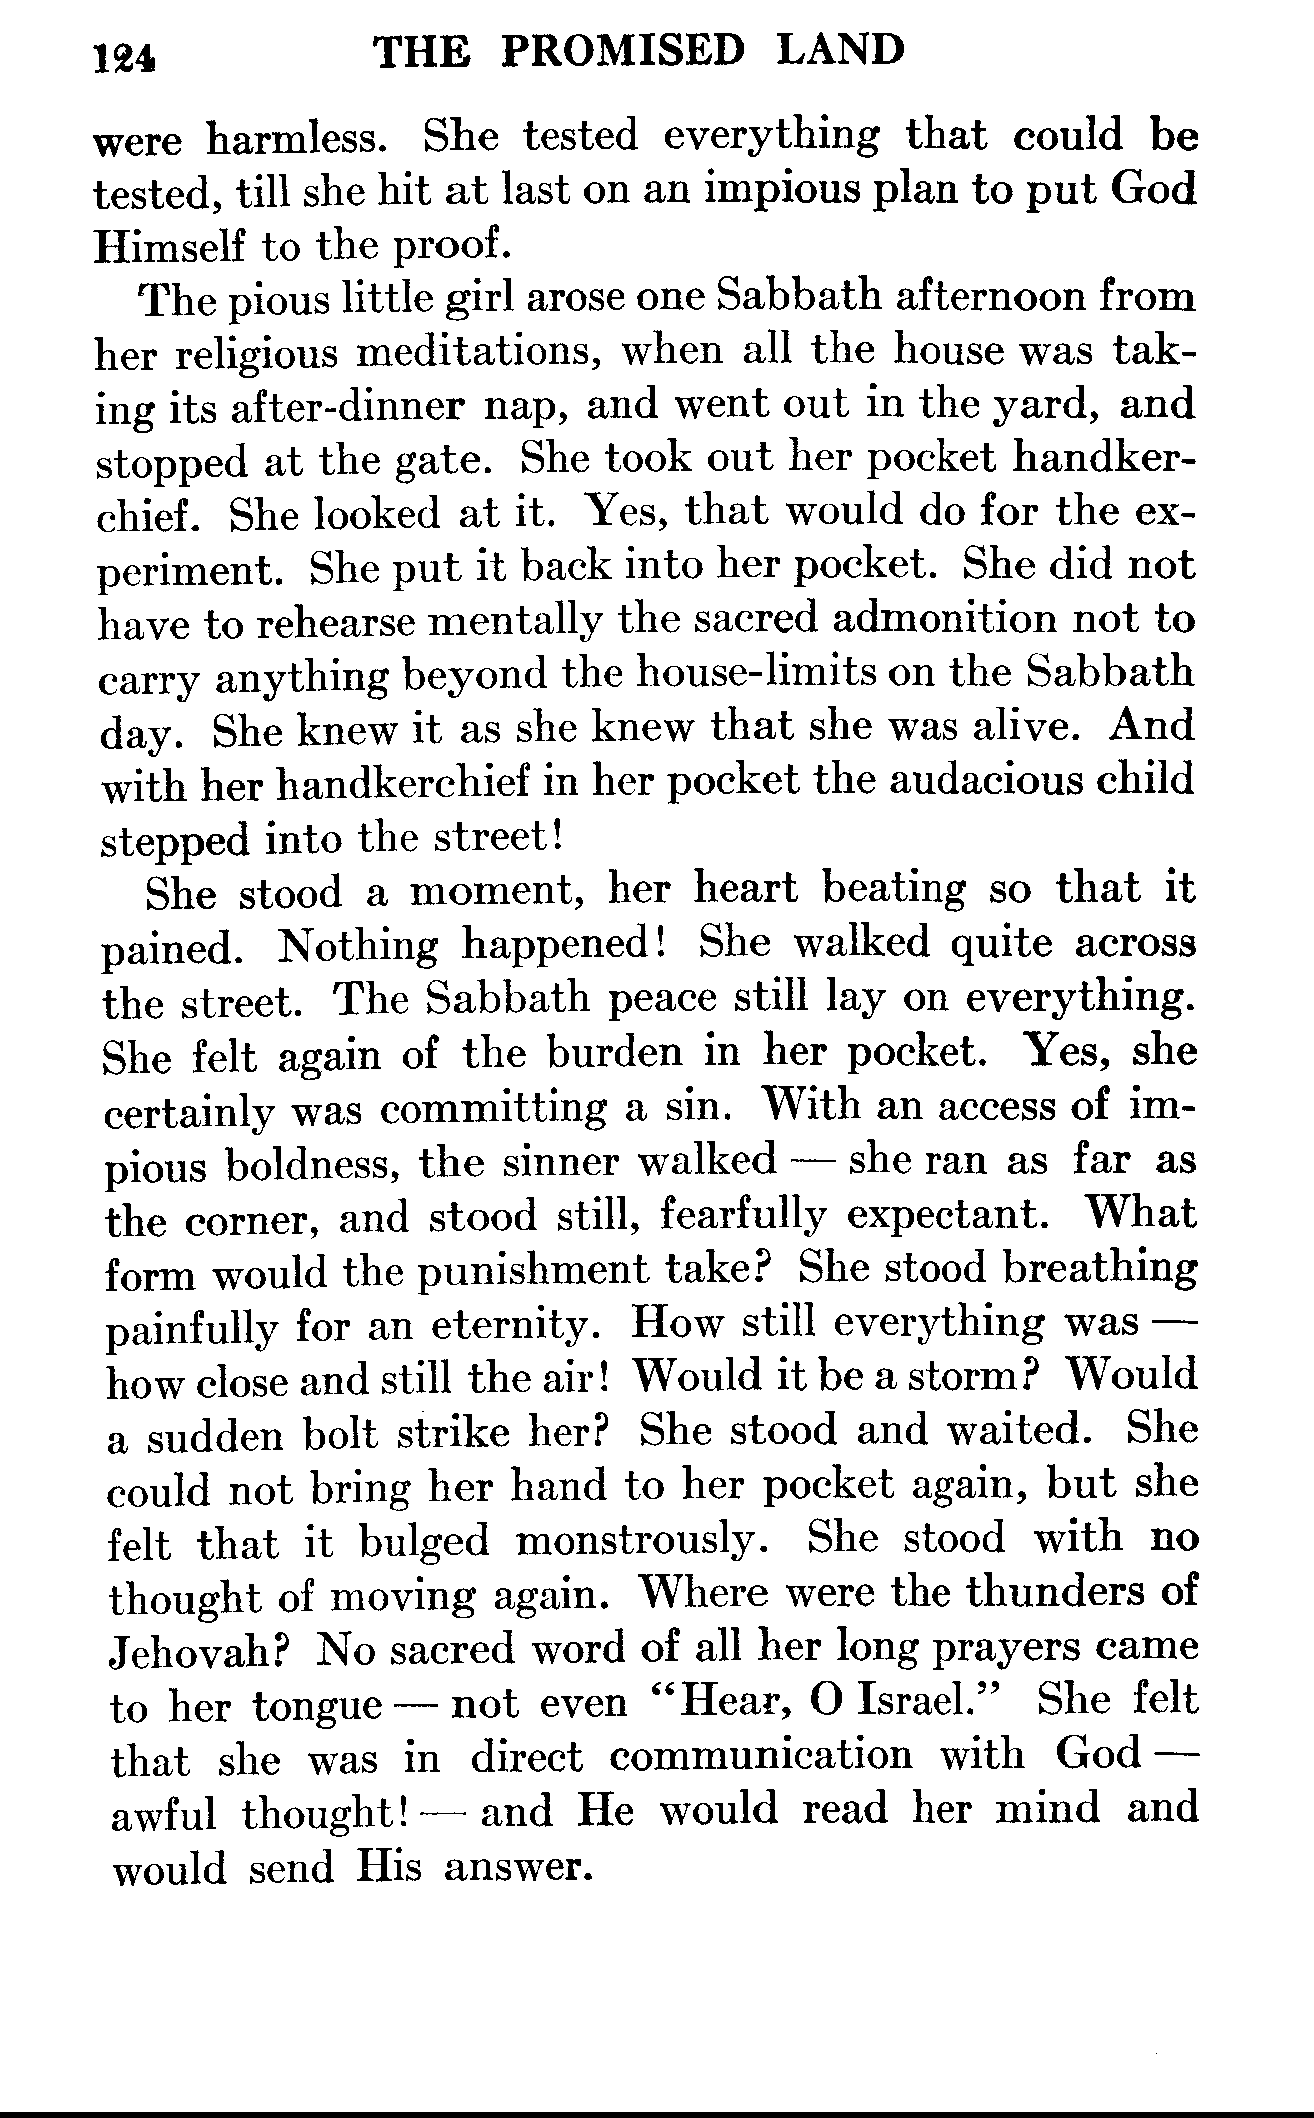 124 THE PROMISED LAND
were harmless. She tested everything that could be
tested, till she hit at last on an impious plan to put God
Himself to the proof.
The pious little girl arose one Sabbath afternoon from
her religious meditations, when all the house was tak-
ing its after-dinner nap, and went out in the yard, and
stopped at the gate. She took out her pocket handker-
chief. She looked at it. Yes, that would do for the ex-
periment. She put it back into her pocket. She did not
have to rehearse mentally the sacred admonition not to
carry anything beyond the house-limits on the Sabbath
day. She knew it as she knew that she was alive. And
with her handkerchief in her pocket the audacious child
stepped into the street!
She stood a moment, her heart beating so that it
pained. Nothing happened! She walked quite across
the street. The Sabbath peace still lay on everything.
She felt again of the burden in her pocket. Yes, she
certainly was committing a sin. With an access of im-
pious boldness, the sinner walked — she ran as far as
the corner, and stood still, fearfully expectant. What
form would the punishment take? She stood breathing
painfully for an eternity. How still everything was —
how close and still the air! Would it be a storm? Would
a sudden bolt strike her? She stood and waited. She
could not bring her hand to her pocket again, but she
felt that it bulged monstrously. She stood with no
thought of moving again. Where were the thunders of
Jehovah? No sacred word of all her long prayers came
to her tongue — not even “Hear, O Israel.” She felt
that she was in direct communication with God —
awful thought! — and He would read her mind and
would send His answer.